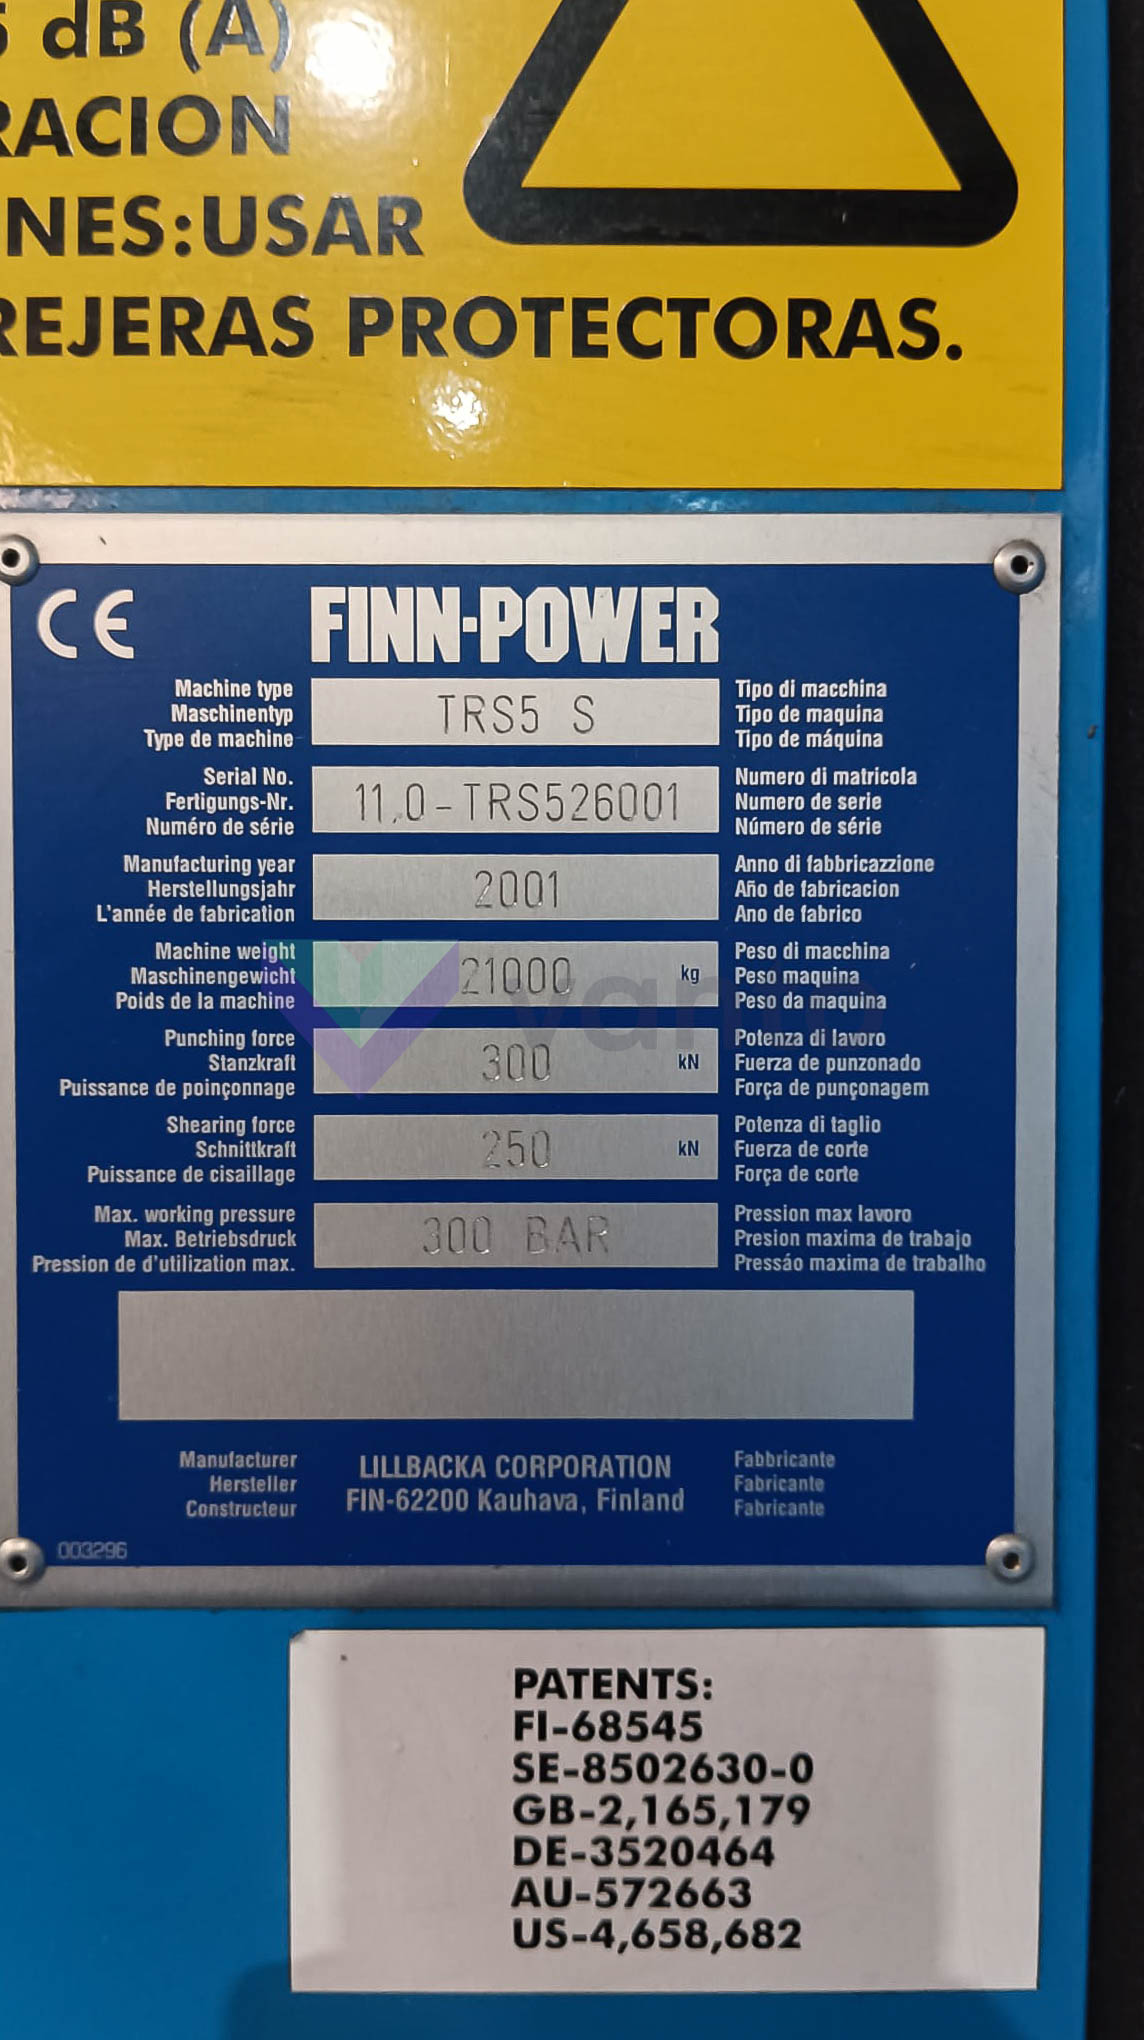 dB (A)
RACION
NES:USAR
REJERAS PROTECTORAS.
CE
FINN-POWER
Machine type
Maschinentyp
Type de machine
TRS5 S
Tipo di macchina
Tipo de maquina
Tipo de máquina
Serial No.
Fertigungs-Nr.
Numéro de série
11.0-TRS526001
Numero di matricola
Numero de serie
Número de série
Manufacturing year
Herstellungsjahr
L'année de fabrication
2001
Anno di fabbricazzione
Año de fabricacion
Ano de fabrico
Machine weight
Maschinengewicht
Poids de la machine
21000 kg
Peso di macchina
Peso maquina
Peso da maquina
Punching force
Stanzkraft
Puissance de poinçonnage
300 kN
Potenza di lavoro
Fuerza de punzonado
Força de punçonagem
Shearing force
Schnittkraft
Puissance de cisaillage
250 kN
Potenza di taglio
Fuerza de corte
Força de corte
Max. working pressure
Max. Betriebsdruck
Pression de d'utilization max.
300 BAR
Pression max lavoro
Presion maxima de trabajo
Pressáo maxima de trabalho
Manufacturer
Hersteller
Constructeur
LILLBACKA CORPORATION
FIN-62200 Kauhava, Finland
Fabbricante
Fabricante
Fabricante
003296
PATENTS:
FI-68545
SE-8502630-0
GB-2,165,179
DE-3520464
AU-572663
US-4,658,682